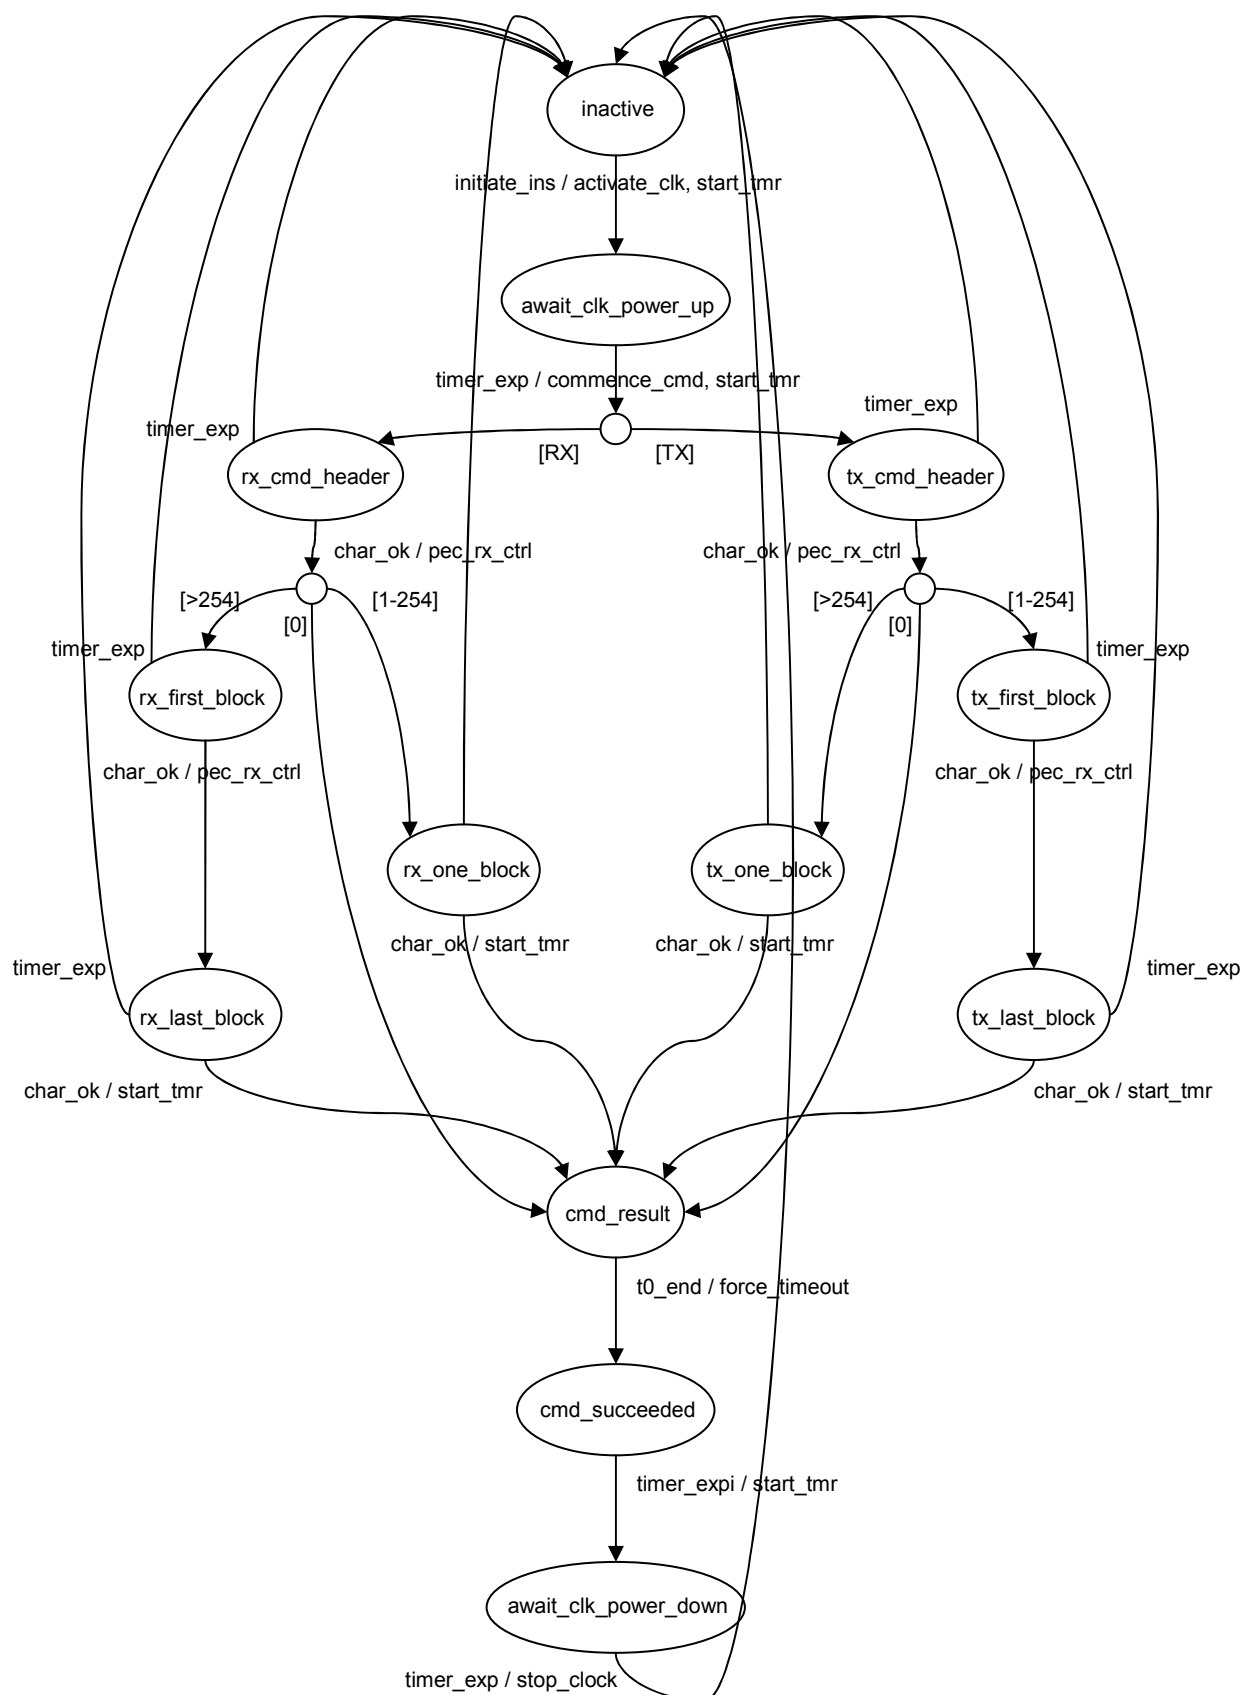 inactive
initiate_ins / activate_clk, start_tmr
await_clk_power_up
timer_exp / commence_cmd, start_tmr
timer_exp
timer_exp
[RX]
[TX]
rx_cmd_header
tx_cmd_header
char_ok / pec_rx_ctrl
char_ok / pec_rx_ctrl
[>254]
[0]
[1-254]
[>254]
[0]
[1-254]
timer_exp
timer_exp
rx_first_block
tx_first_block
char_ok / pec_rx_ctrl
char_ok / pec_rx_ctrl
rx_one_block
tx_one_block
char_ok / start_tmr
char_ok / start_tmr
timer_exp
timer_exp
rx_last_block
tx_last_block
char_ok / start_tmr
char_ok / start_tmr
cmd_result
t0_end / force_timeout
cmd_succeeded
timer_expi / start_tmr
await_clk_power_down
timer_exp / stop_clock